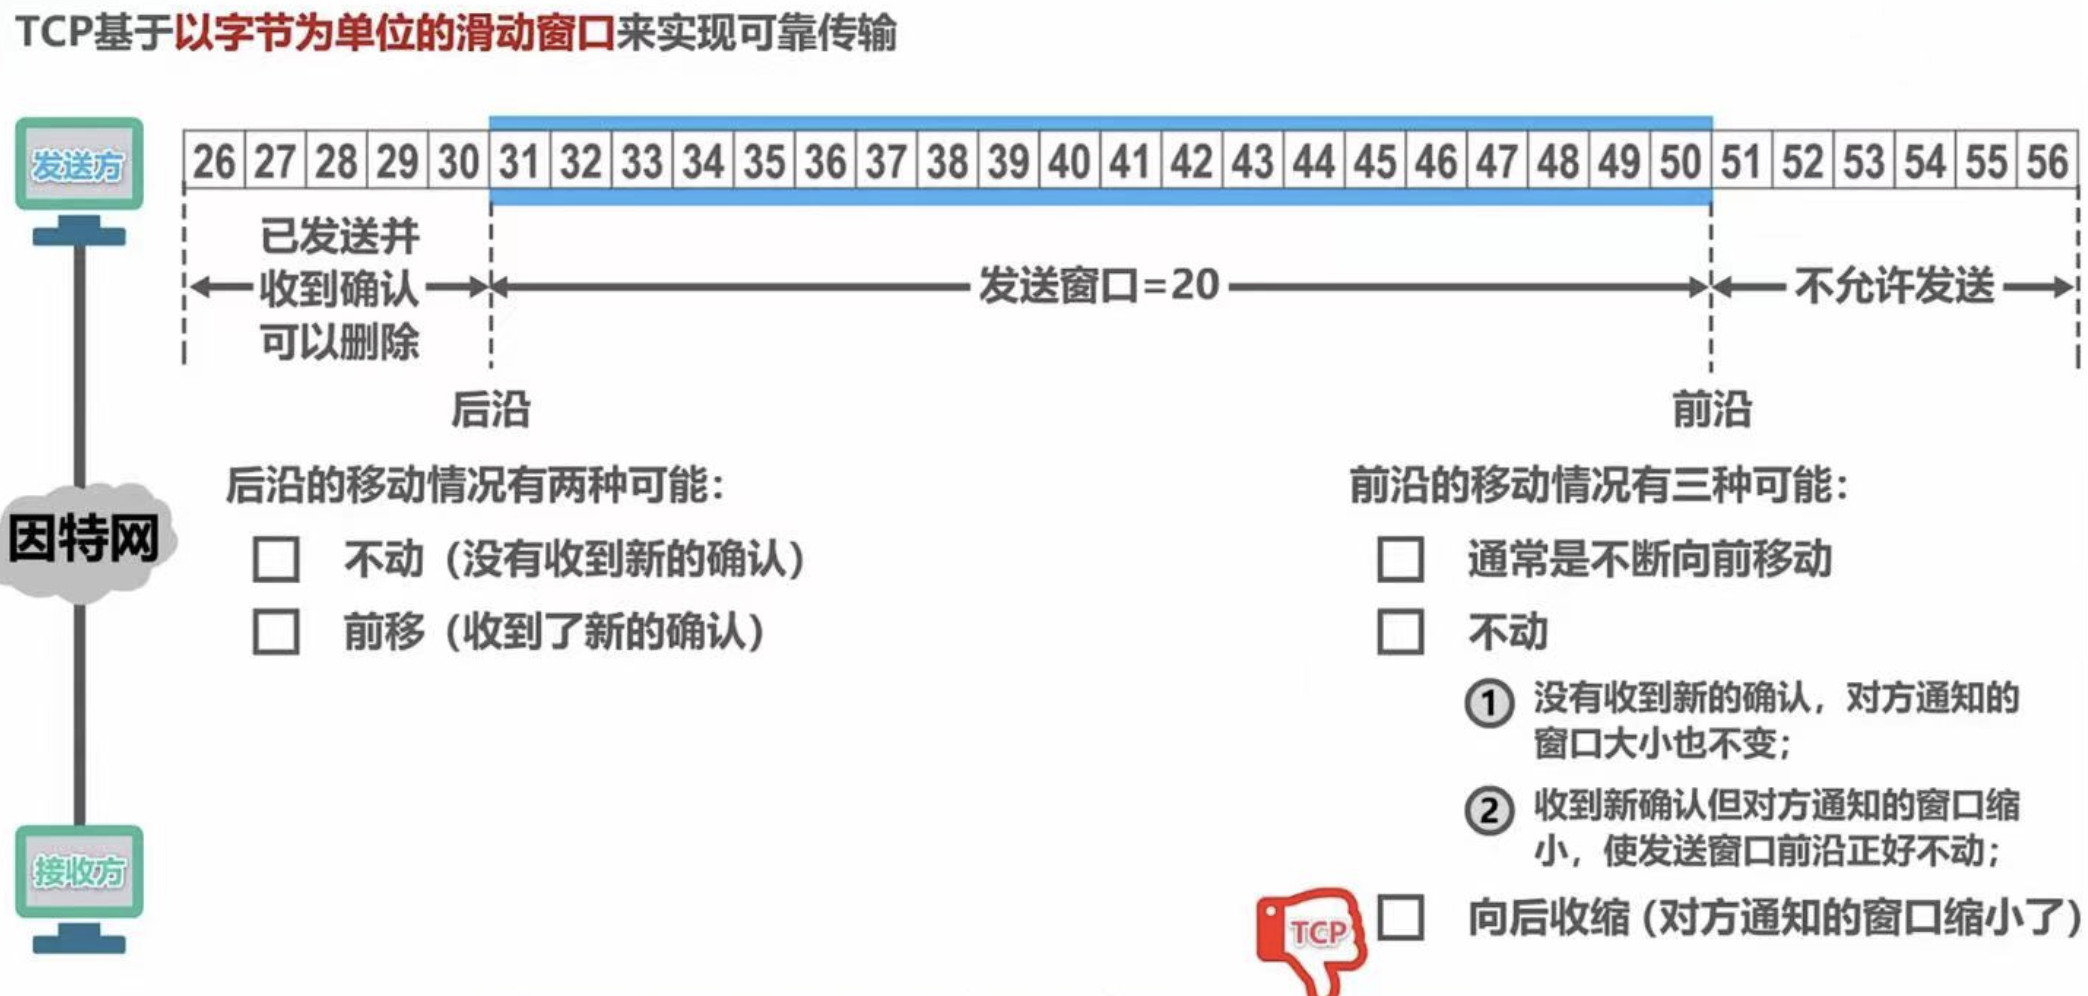 TCP基于以字节为单位的滑动窗口来实现可靠传输
发送方
26 27 28 29 30 31 32 33 34 35 36 37 38 39 40 41 42 43 44 45 46 47 48 49 50 51 52 53 54 55 56
已发送并
收到确认
可以删除
发送窗口=20
不允许发送
后沿
前沿
因特网
后沿的移动情况有两种可能：
不动（没有收到新的确认）
前移（收到了新的确认）
前沿的移动情况有三种可能：
通常是不断向前移动
不动
1 没有收到新的确认，对方通知的
窗口大小也不变；
2 收到新确认但对方通知的窗口缩
小，使发送窗口前沿正好不动；
TCP
向后收缩（对方通知的窗口缩小了）
接收方